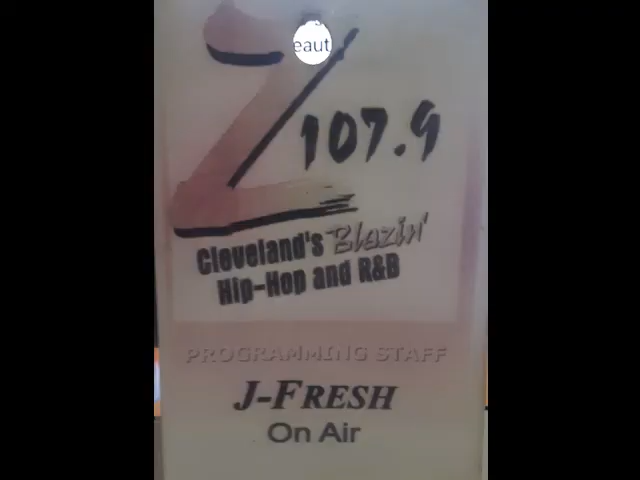 eaut
Z 107.9
Cleveland's Blazin'
Hip-Hop and R&B
PROGRAMMING STAFF
J-FRESH
On Air